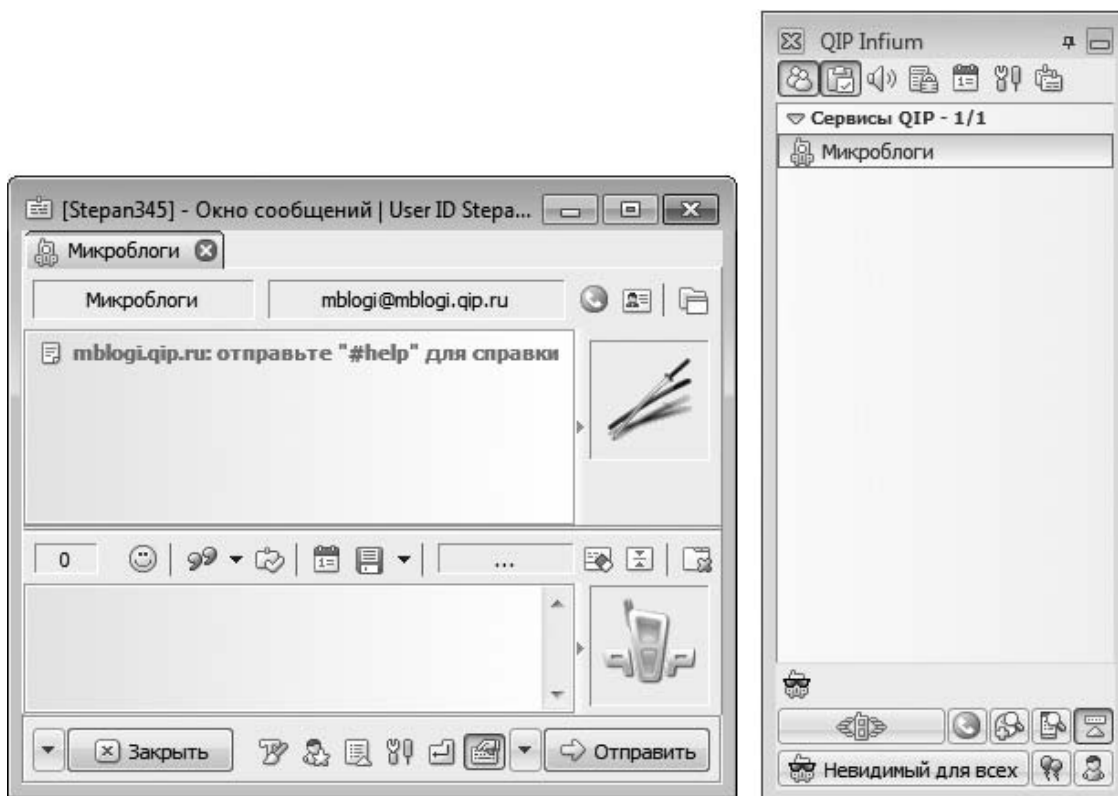 [Stepan345] - Окно сообщений | User ID Stepa...
Микроблоги
Микроблоги
mblogi@mblogi.qip.ru
mblogi.qip.ru: отправьте "#help" для справки
0
...
Закрыть
Отправить
QIP Infium
Сервисы QIP - 1/1
Микроблоги
Невидимый для всех